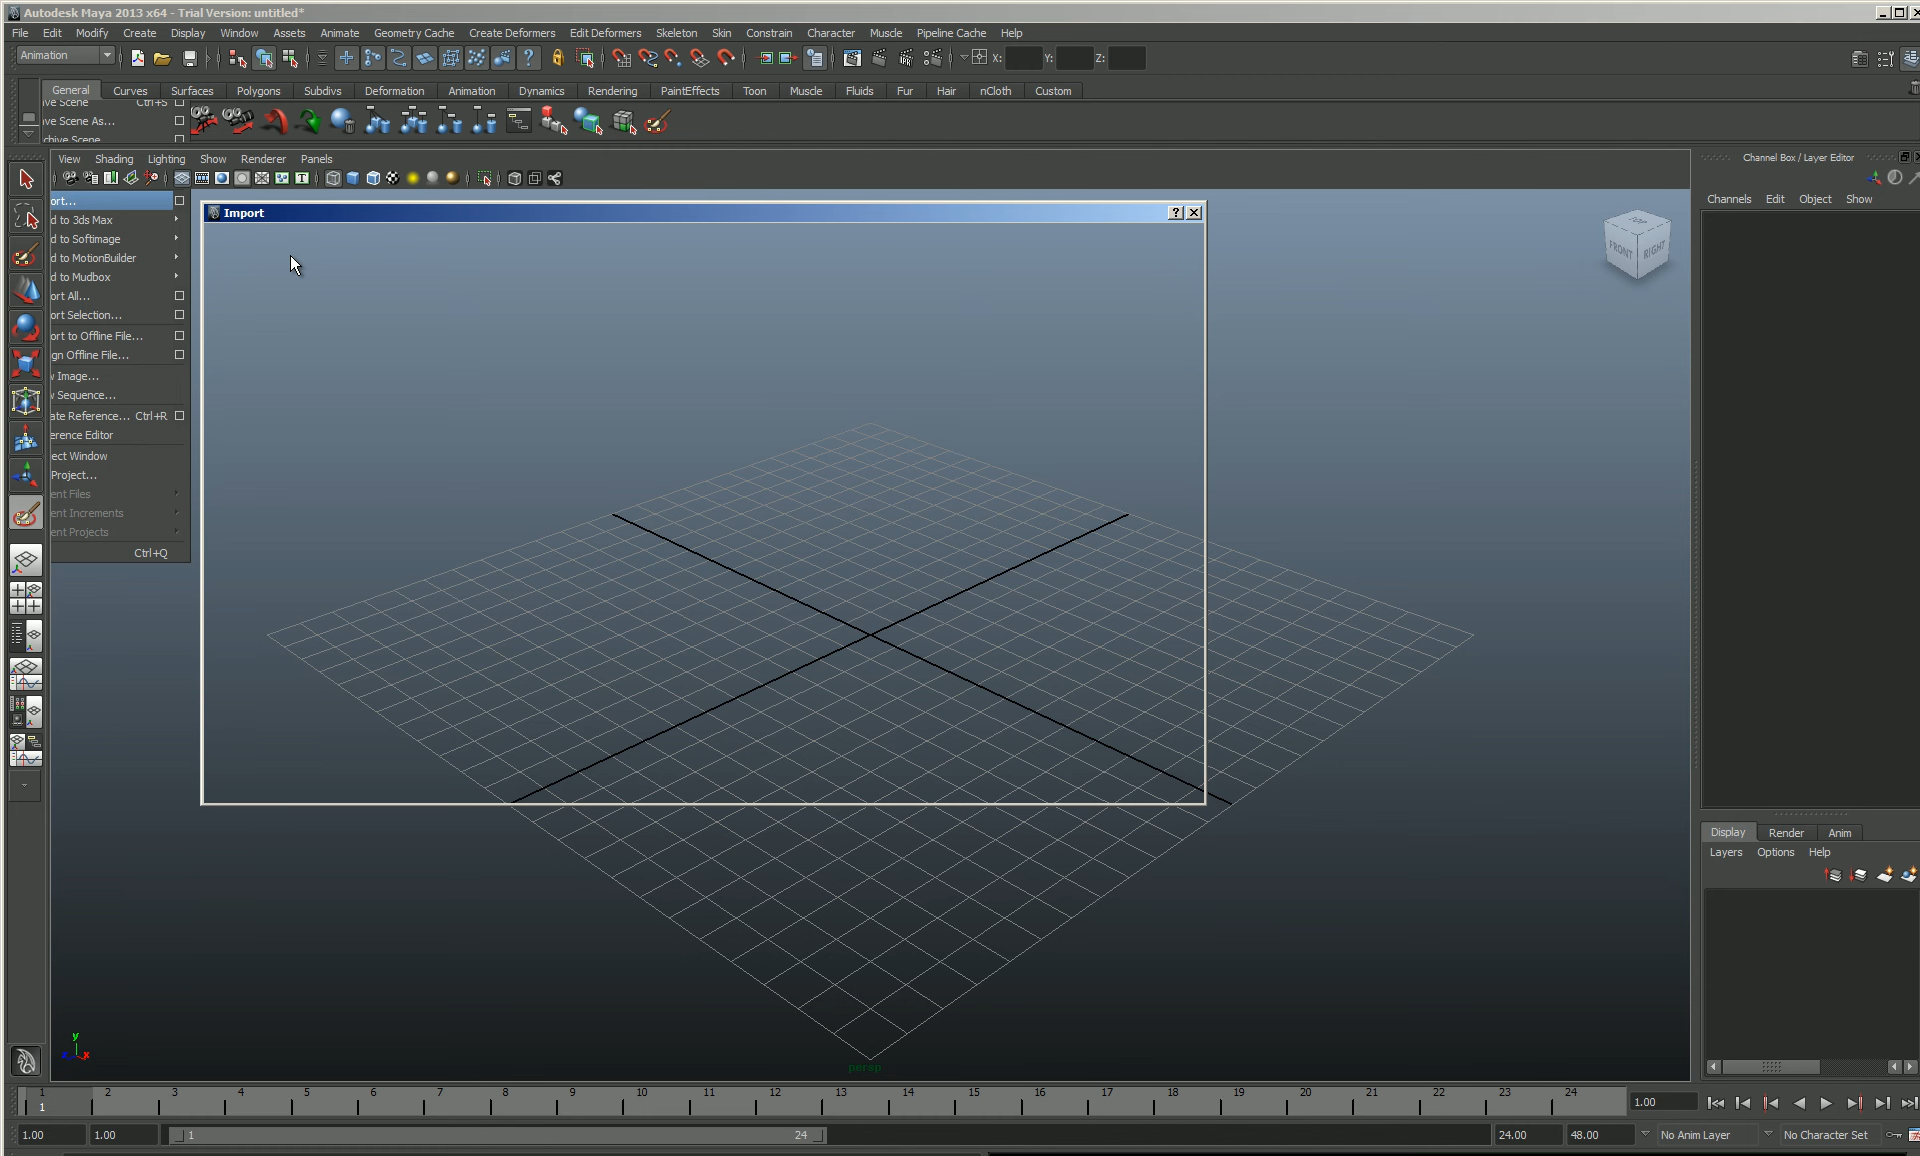 Autodesk Maya 2013 x64 - Trial Version: untitled*
File Edit Modify Create Display Window Assets Animate Geometry Cache Create Deformers Edit Deformers Skeleton Skin Constrain Character Muscle Pipeline Cache Help
Animation X: Y: Z:
General Curves Surfaces Polygons Subdivs Deformation Animation Dynamics Rendering PaintEffects Toon Muscle Fluids Fur Hair nCloth Custom
ve Scene Ctrl+S
ve Scene As...
chive Scene
View Shading Lighting Show Renderer Panels
Channel Box / Layer Editor
Channels Edit Object Show
ort...
d to 3ds Max
d to Softimage
d to MotionBuilder
d to Mudbox
ort All...
ort Selection...
ort to Offline File...
gn Offline File...
Image...
Sequence...
ate Reference... Ctrl+R
erence Editor
ect Window
Project...
ent Files
ent Increments
ent Projects
Ctrl+Q
Import
TOP
FRONT RIGHT
y
x
persp
Display Render Anim
Layers Options Help
1 2 3 4 5 6 7 8 9 10 11 12 13 14 15 16 17 18 19 20 21 22 23 24
1 1.00
1.00 1.00 1 24 24.00 48.00 No Anim Layer No Character Set